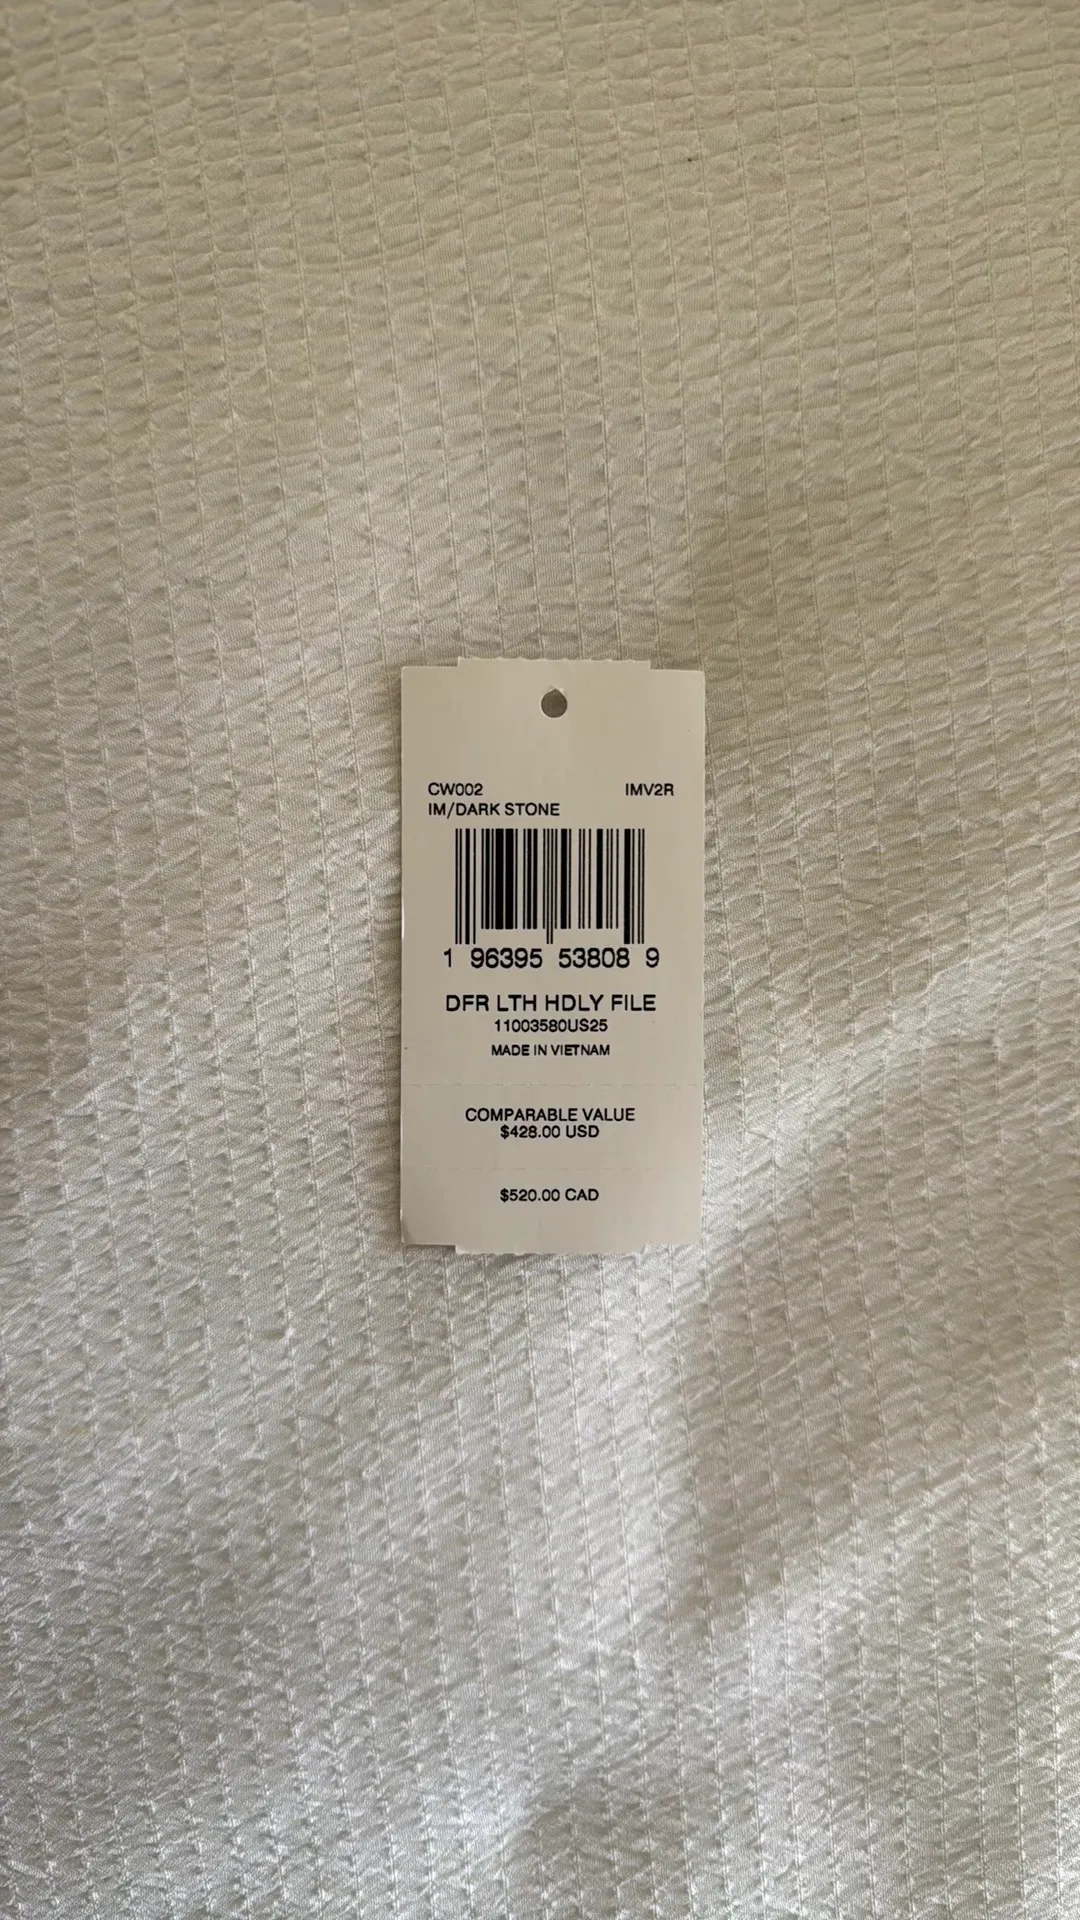 CW002 IMV2R
IM/DARK STONE
1 96395 53808 9
DFR LTH HDLY FILE
11003580US25
MADE IN VIETNAM
COMPARABLE VALUE
$428.00 USD
$520.00 CAD